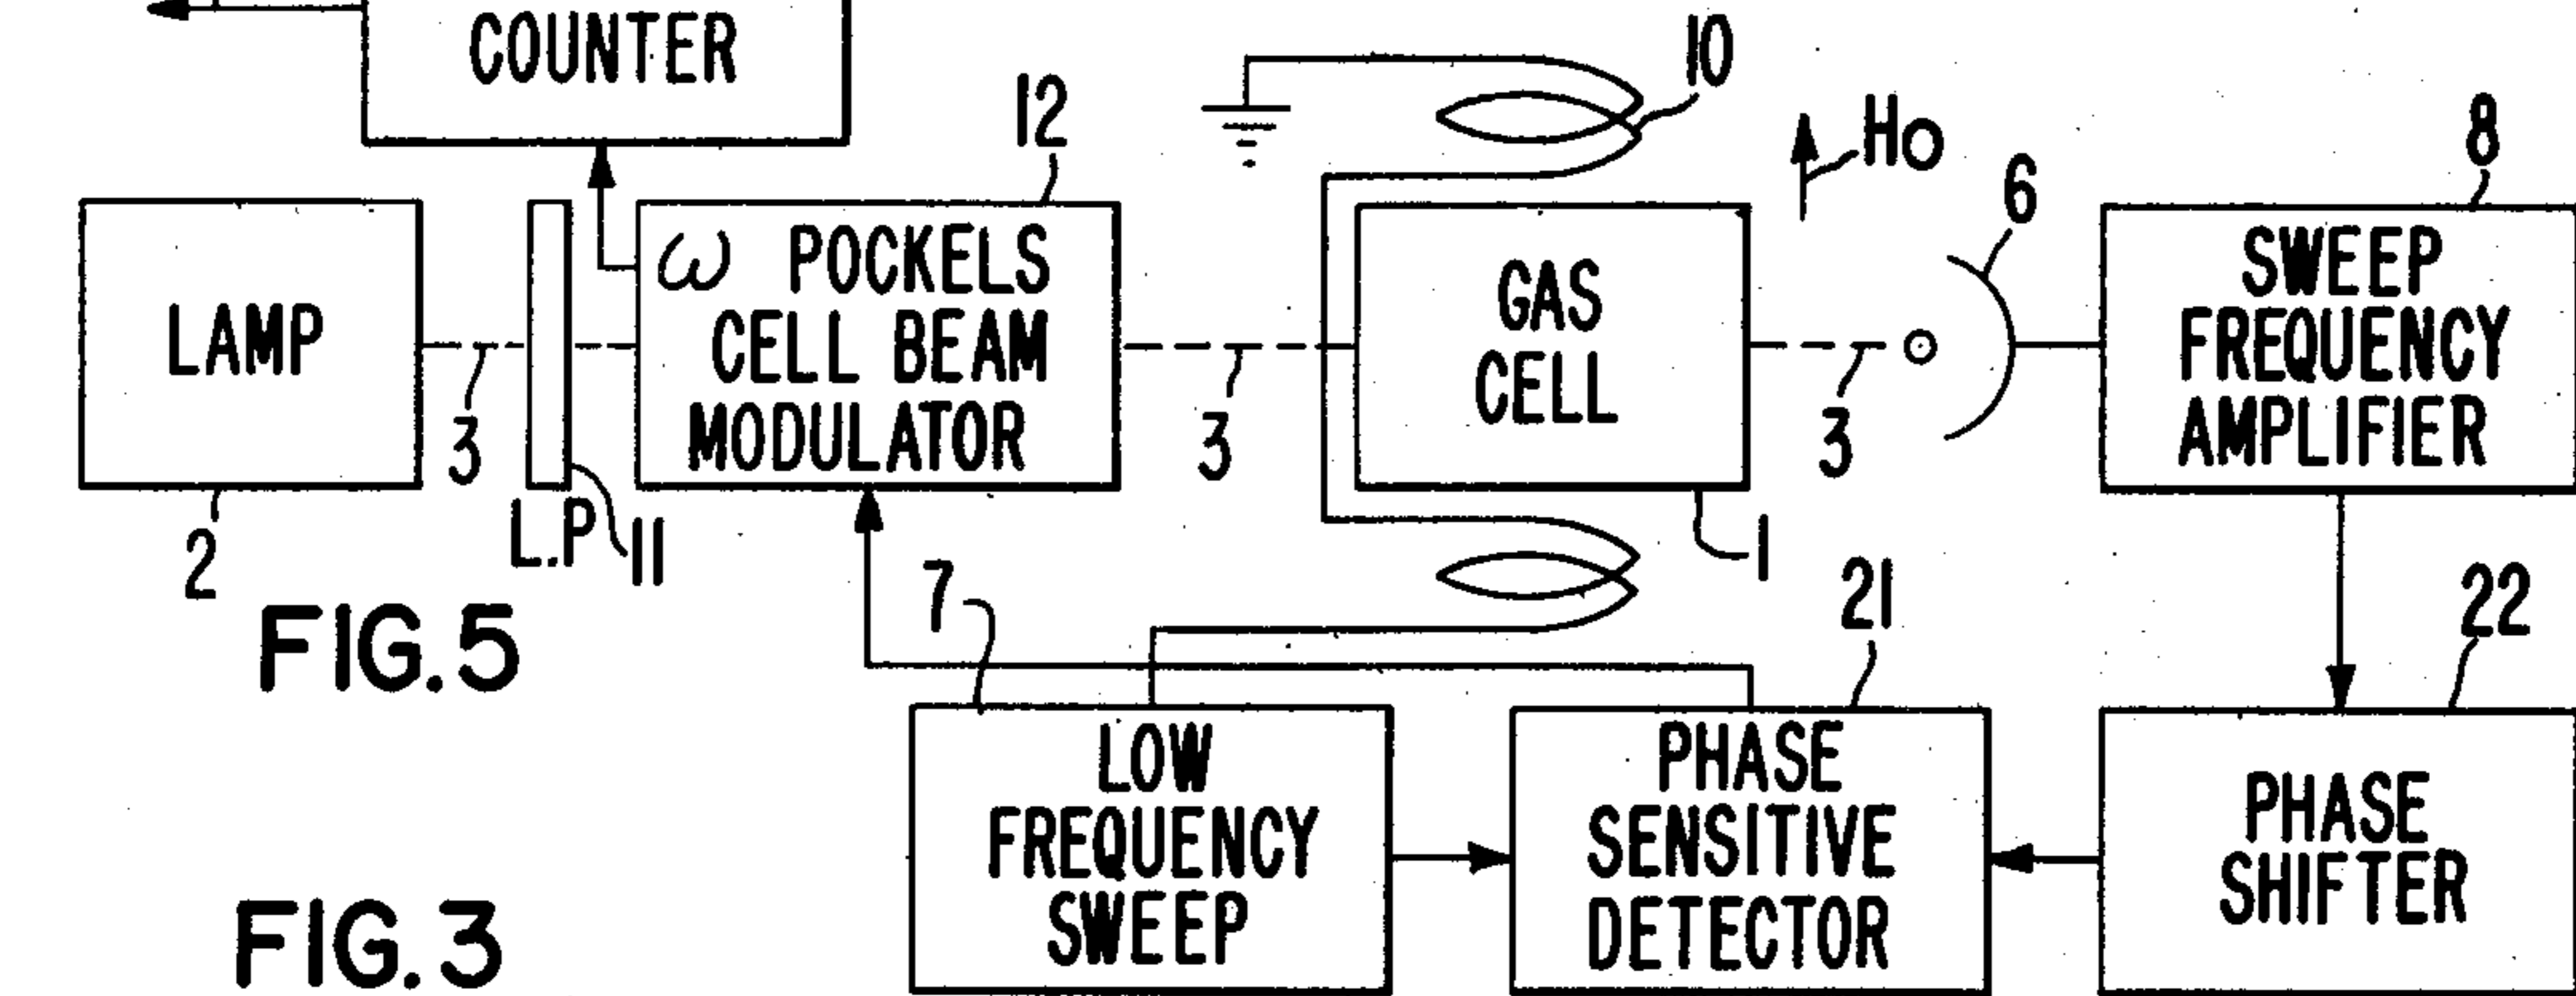 COUNTER
10
12
Ho
8
6
LAMP
ω POCKELS
CELL BEAM
MODULATOR
GAS
CELL
SWEEP
FREQUENCY
AMPLIFIER
3
3
3
2
L.P
11
1
FIG. 5
7
21
22
LOW
FREQUENCY
SWEEP
PHASE
SENSITIVE
DETECTOR
PHASE
SHIFTER
FIG. 3